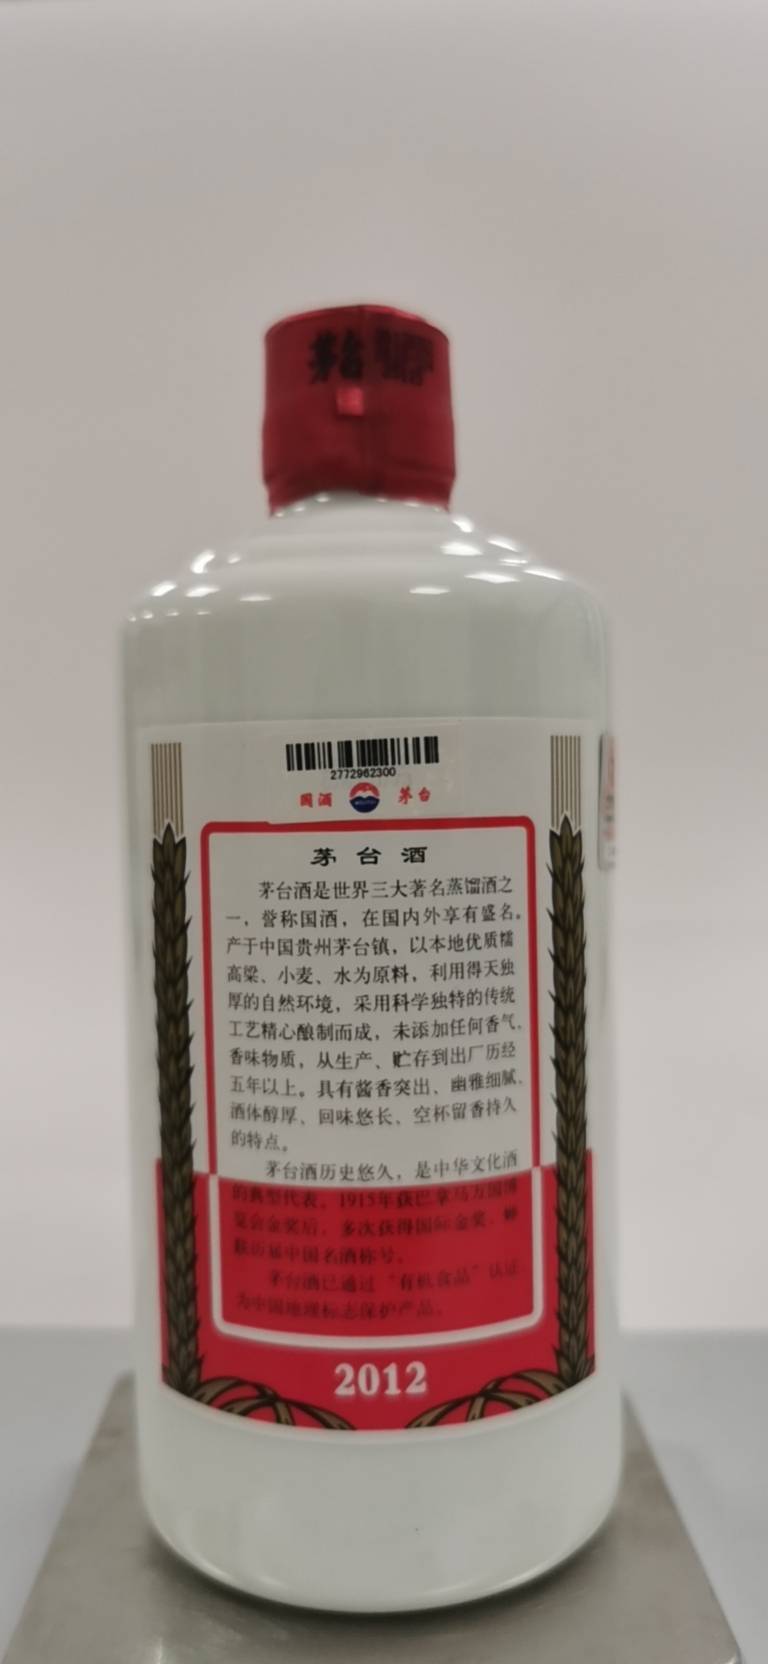 茅台
2772962300
国酒 茅台
茅台酒
茅台酒是世界三大著名蒸馏酒之
一，誉称国酒，在国内外享有盛名。
产于中国贵州茅台镇，以本地优质糯
高粱、小麦、水为原料，利用得天独
厚的自然环境，采用科学独特的传统
工艺精心酿制而成，未添加任何香气、
香味物质，从生产、贮存到出厂历经
五年以上。具有酱香突出、幽雅细腻、
酒体醇厚、回味悠长、空杯留香持久
的特点。
茅台酒历史悠久，是中华文化酒
的典型代表。1915年获巴拿马万国博
览会金奖后，多次获得国际金奖，蝉
联历届中国名酒称号。
茅台酒已通过“有机食品”认证，
为中国地理标志保护产品。
2012